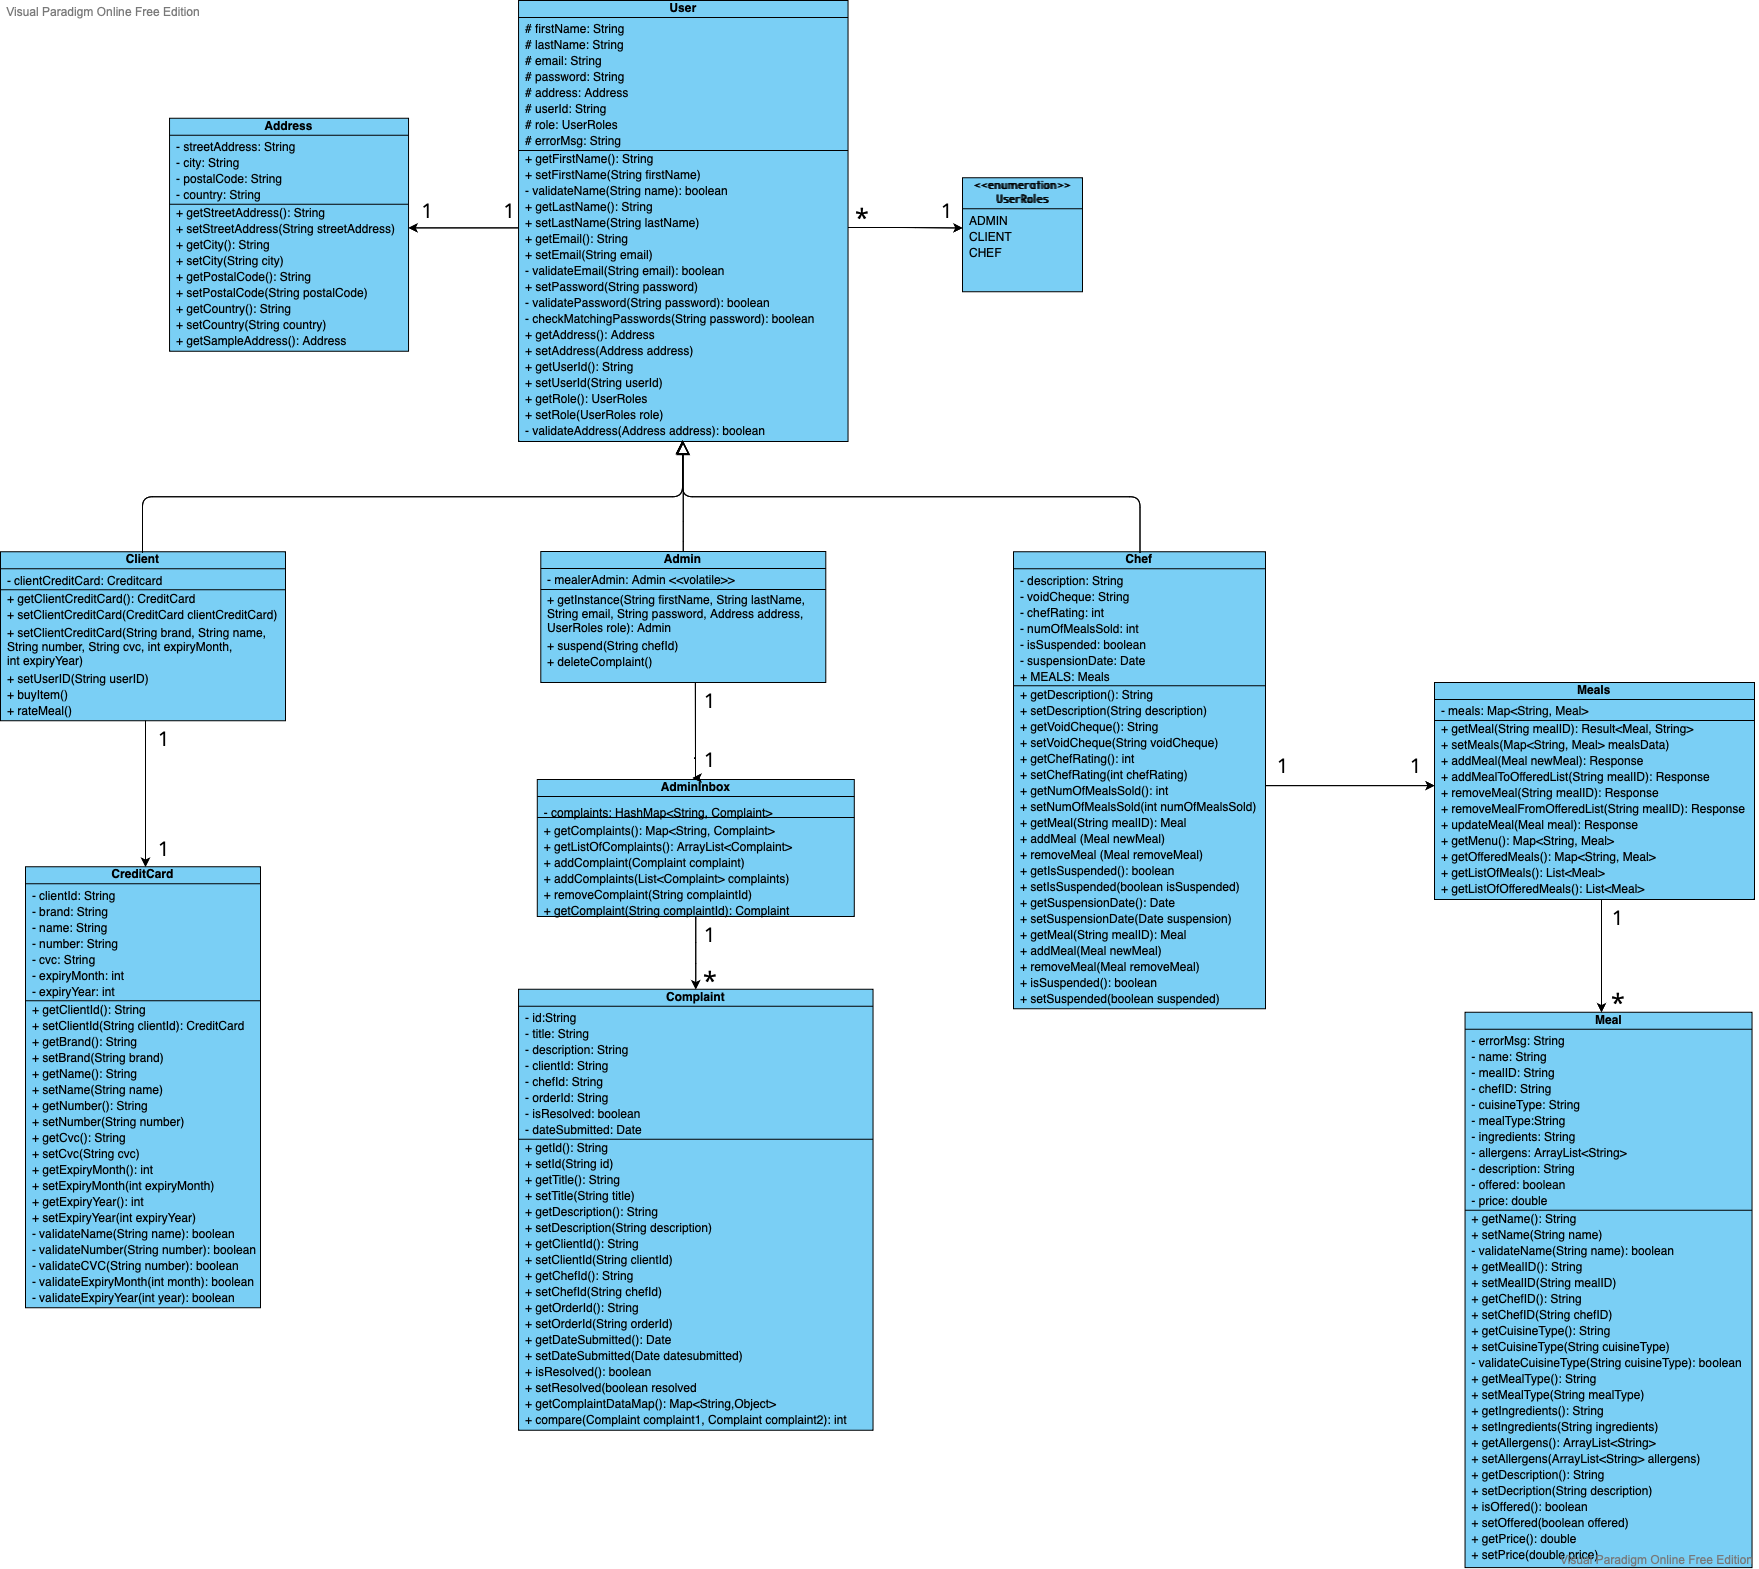 Visual Paradigm Online Free Edition
User
# firstName: String
# lastName: String
# email: String
# password: String
# address: Address
# userId: String
# role: UserRoles
# errorMsg: String
+ getFirstName(): String
+ setFirstName(String firstName)
- validateName(String name): boolean
+ getLastName(): String
+ setLastName(String lastName)
+ getEmail(): String
+ setEmail(String email)
- validateEmail(String email): boolean
+ setPassword(String password)
- validatePassword(String password): boolean
- checkMatchingPasswords(String password): boolean
+ getAddress(): Address
+ setAddress(Address address)
+ getUserId(): String
+ setUserId(String userId)
+ getRole(): UserRoles
+ setRole(UserRoles role)
- validateAddress(Address address): boolean
Address
- streetAddress: String
- city: String
- postalCode: String
- country: String
+ getStreetAddress(): String
+ setStreetAddress(String streetAddress)
+ getCity(): String
+ setCity(String city)
+ getPostalCode(): String
+ setPostalCode(String postalCode)
+ getCountry(): String
+ setCountry(String country)
+ getSampleAddress(): Address
1
1
*
1
<<enumeration>>
UserRoles
ADMIN
CLIENT
CHEF
Client
- clientCreditCard: Creditcard
+ getClientCreditCard(): CreditCard
+ setClientCreditCard(CreditCard clientCreditCard)
+ setClientCreditCard(String brand, String name,
String number, String cvc, int expiryMonth,
int expiryYear)
+ setUserID(String userID)
+ buyItem()
+ rateMeal()
1
1
CreditCard
- clientId: String
- brand: String
- name: String
- number: String
- cvc: String
- expiryMonth: int
- expiryYear: int
+ getClientId(): String
+ setClientId(String clientId): CreditCard
+ getBrand(): String
+ setBrand(String brand)
+ getName(): String
+ setName(String name)
+ getNumber(): String
+ setNumber(String number)
+ getCvc(): String
+ setCvc(String cvc)
+ getExpiryMonth(): int
+ setExpiryMonth(int expiryMonth)
+ getExpiryYear(): int
+ setExpiryYear(int expiryYear)
- validateName(String name): boolean
- validateNumber(String number): boolean
- validateCVC(String number): boolean
- validateExpiryMonth(int month): boolean
- validateExpiryYear(int year): boolean
Admin
- mealerAdmin: Admin <<volatile>>
+ getInstance(String firstName, String lastName,
String email, String password, Address address,
UserRoles role): Admin
+ suspend(String chefId)
+ deleteComplaint()
1
1
AdminInbox
- complaints: HashMap<String, Complaint>
+ getComplaints(): Map<String, Complaint>
+ getListOfComplaints(): ArrayList<Complaint>
+ addComplaint(Complaint complaint)
+ addComplaints(List<Complaint> complaints)
+ removeComplaint(String complaintId)
+ getComplaint(String complaintId): Complaint
1
*
Complaint
- id:String
- title: String
- description: String
- clientId: String
- chefId: String
- orderId: String
- isResolved: boolean
- dateSubmitted: Date
+ getId(): String
+ setId(String id)
+ getTitle(): String
+ setTitle(String title)
+ getDescription(): String
+ setDescription(String description)
+ getClientId(): String
+ setClientId(String clientId)
+ getChefId(): String
+ setChefId(String chefId)
+ getOrderId(): String
+ setOrderId(String orderId)
+ getDateSubmitted(): Date
+ setDateSubmitted(Date datesubmitted)
+ isResolved(): boolean
+ setResolved(boolean resolved
+ getComplaintDataMap(): Map<String,Object>
+ compare(Complaint complaint1, Complaint complaint2): int
Chef
- description: String
- voidCheque: String
- chefRating: int
- numOfMealsSold: int
- isSuspended: boolean
- suspensionDate: Date
+ MEALS: Meals
+ getDescription(): String
+ setDescription(String description)
+ getVoidCheque(): String
+ setVoidCheque(String voidCheque)
+ getChefRating(): int
+ setChefRating(int chefRating)
+ getNumOfMealsSold(): int
+ setNumOfMealsSold(int numOfMealsSold)
+ getMeal(String mealID): Meal
+ addMeal (Meal newMeal)
+ removeMeal (Meal removeMeal)
+ getIsSuspended(): boolean
+ setIsSuspended(boolean isSuspended)
+ getSuspensionDate(): Date
+ setSuspensionDate(Date suspension)
+ getMeal(String mealID): Meal
+ addMeal(Meal newMeal)
+ removeMeal(Meal removeMeal)
+ isSuspended(): boolean
+ setSuspended(boolean suspended)
1
1
Meals
- meals: Map<String, Meal>
+ getMeal(String mealID): Result<Meal, String>
+ setMeals(Map<String, Meal> mealsData)
+ addMeal(Meal newMeal): Response
+ addMealToOfferedList(String mealID): Response
+ removeMeal(String mealID): Response
+ removeMealFromOfferedList(String mealID): Response
+ updateMeal(Meal meal): Response
+ getMenu(): Map<String, Meal>
+ getOfferedMeals(): Map<String, Meal>
+ getListOfMeals(): List<Meal>
+ getListOfOfferedMeals(): List<Meal>
1
*
Meal
- errorMsg: String
- name: String
- mealID: String
- chefID: String
- cuisineType: String
- mealType:String
- ingredients: String
- allergens: ArrayList<String>
- description: String
- offered: boolean
- price: double
+ getName(): String
+ setName(String name)
- validateName(String name): boolean
+ getMealID(): String
+ setMealID(String mealID)
+ getChefID(): String
+ setChefID(String chefID)
+ getCuisineType(): String
+ setCuisineType(String cuisineType)
- validateCuisineType(String cuisineType): boolean
+ getMealType(): String
+ setMealType(String mealType)
+ getIngredients(): String
+ setIngredients(String ingredients)
+ getAllergens(): ArrayList<String>
+ setAllergens(ArrayList<String> allergens)
+ getDescription(): String
+ setDecription(String description)
+ isOffered(): boolean
+ setOffered(boolean offered)
+ getPrice(): double
+ setPrice(double price)
Visual Paradigm Online Free Edition